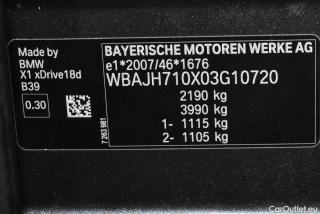 Made by
BMW
X1 xDrive18d
B39
0.30
7 263 981
BAYERISCHE MOTOREN WERKE AG
e1*2007/46*1676
WBAJH710X03G10720
2190 kg
3990 kg
1- 1115 kg
2- 1105 kg
CarOutlet.eu